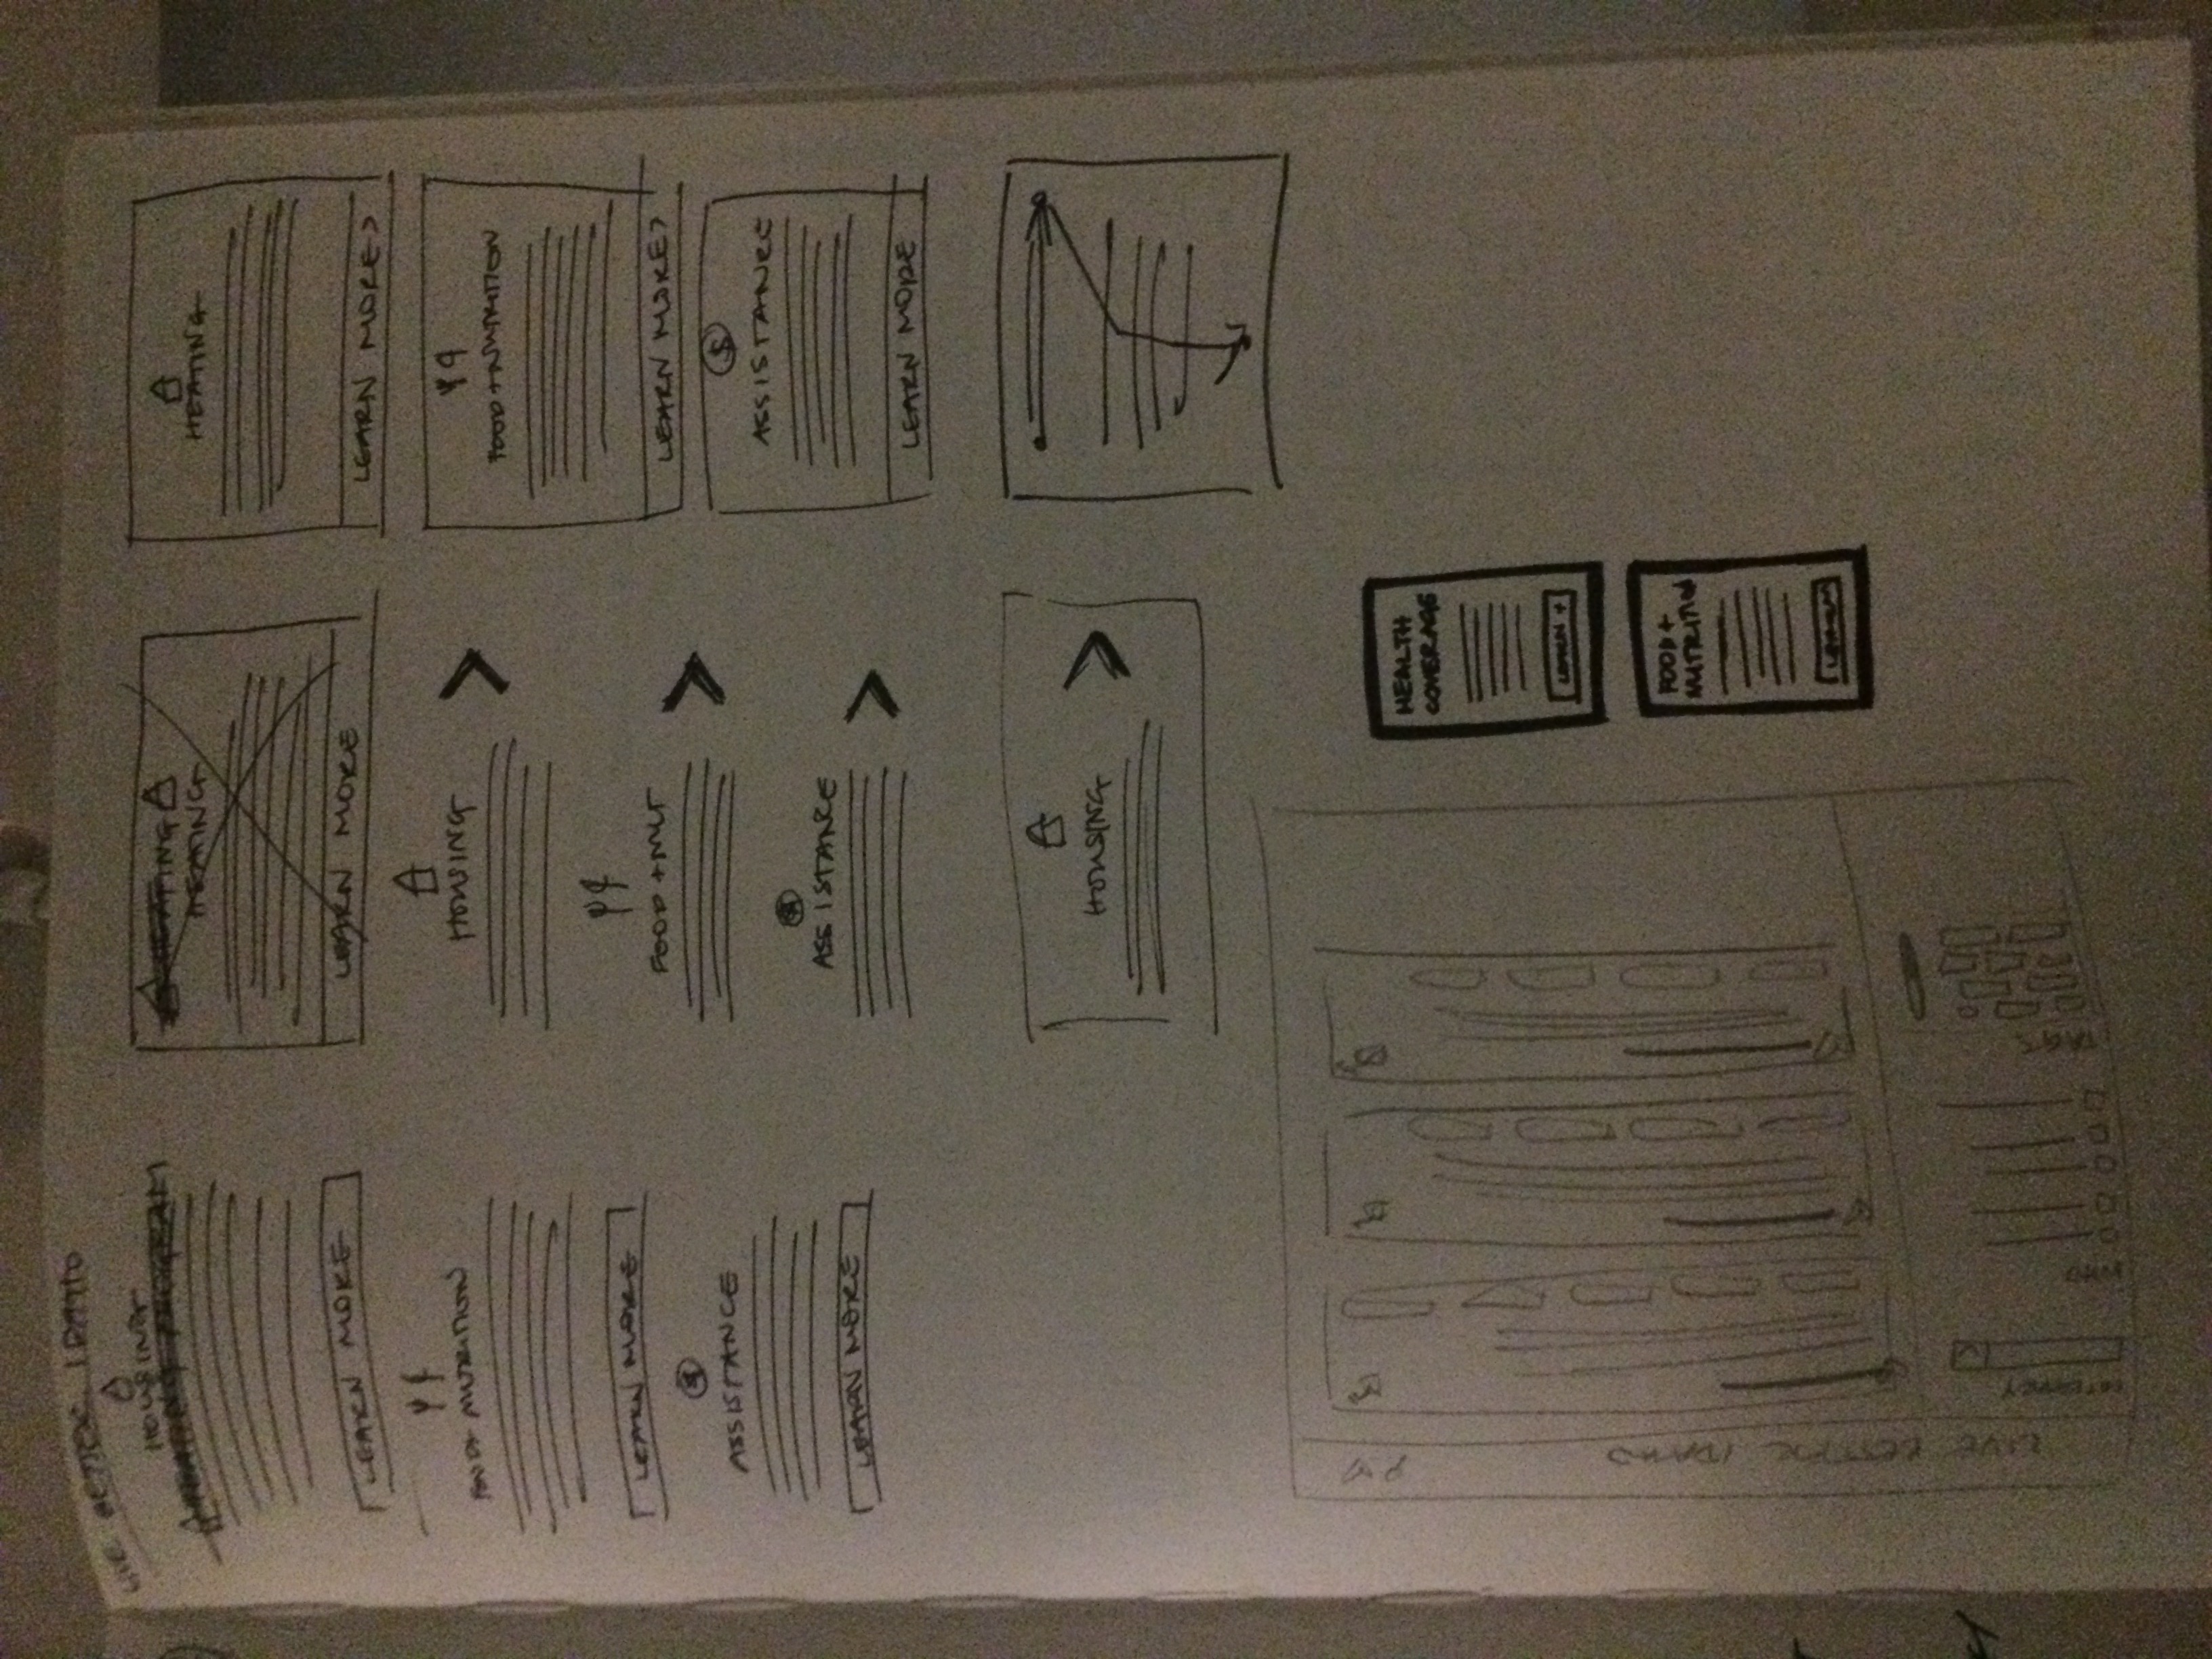 LIVE BETTER IDAHO
HOUSING
LEARN MORE
FOOD + NUTRITION
LEARN MORE
$
ASSISTANCE
LEARN MORE
HEATING
LEARN MORE
HOUSING
FOOD + NUT
$
ASSISTANCE
HOUSING
HEATING
LEARN MORE >
FOOD + NUTRITION
LEARN MORE >
$
ASSISTANCE
LEARN MORE
LIVE BETTER IDAHO
CATEGORY
WHO
TAGS
HEALTH
COVERAGE
LEARN +
FOOD +
NUTRITION